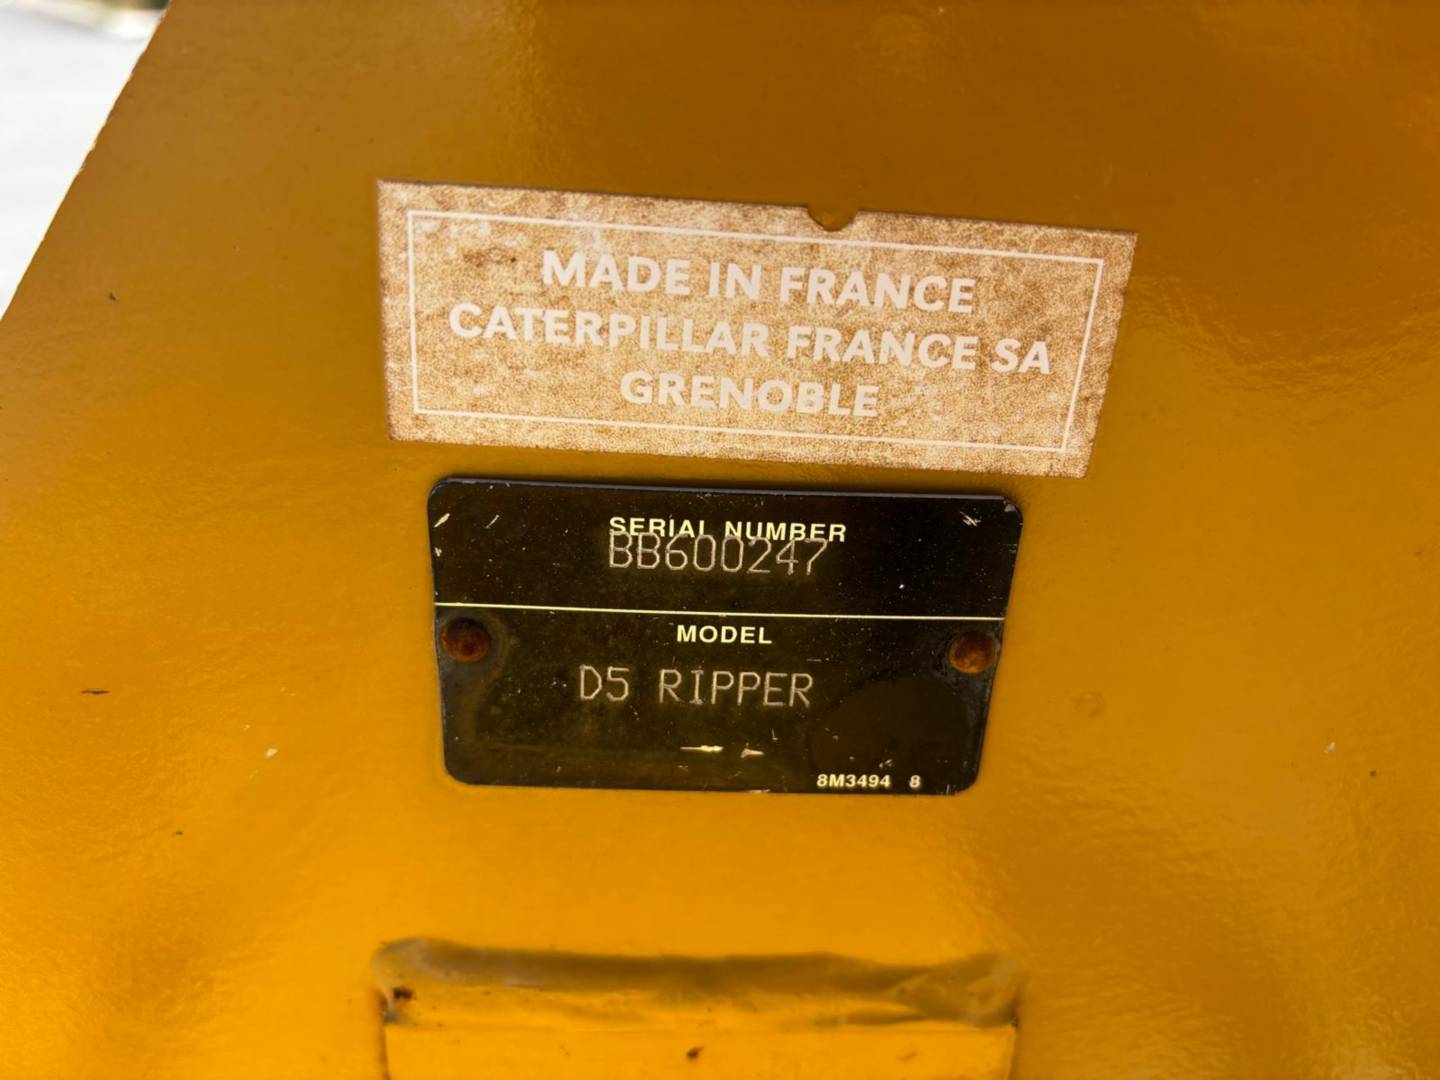 MADE IN FRANCE
CATERPILLAR FRANCE SA
GRENOBLE
SERIAL NUMBER
BB600247
MODEL
D5 RIPPER
8M3494 8